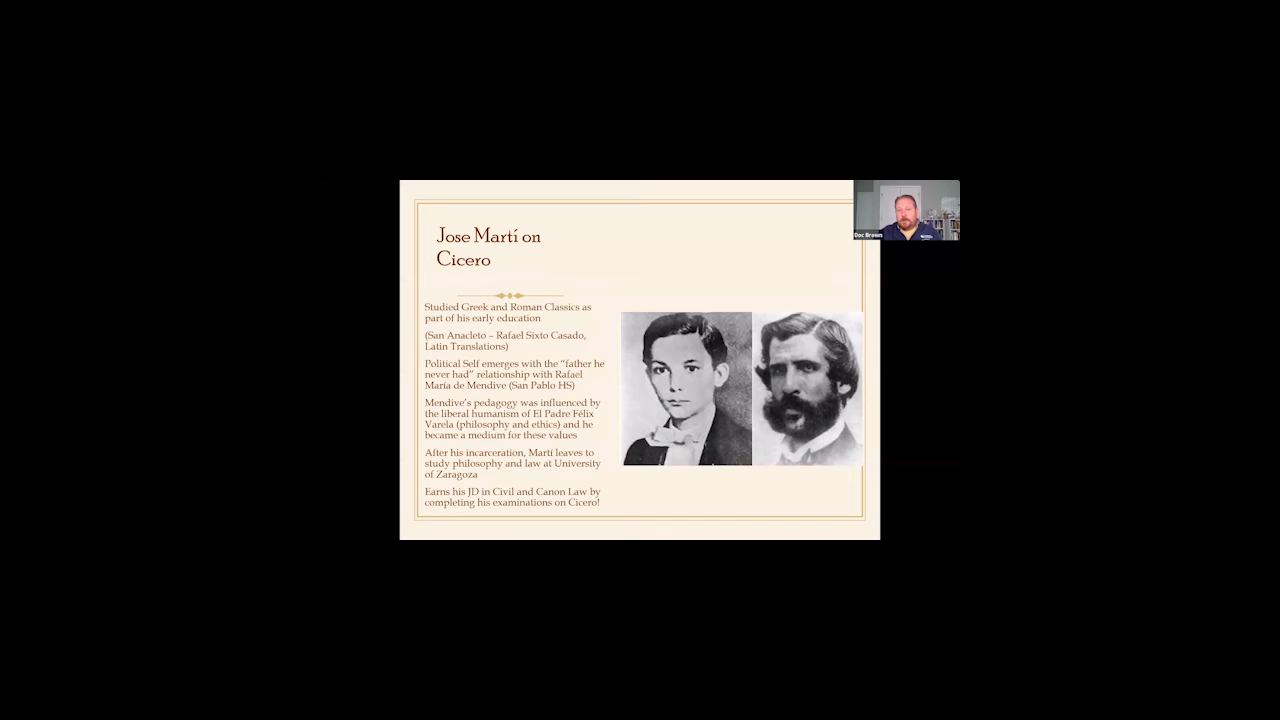 Jose Martí on
Cicero
Studied Greek and Roman Classics as
part of his early education
(San Anacleto – Rafael Sixto Casado,
Latin Translations)
Political Self emerges with the “father he
never had” relationship with Rafael
María de Mendive (San Pablo HS)
Mendive’s pedagogy was influenced by
the liberal humanism of El Padre Félix
Varela (philosophy and ethics) and he
became a medium for these values
After his incarceration, Martí leaves to
study philosophy and law at University
of Zaragoza
Earns his JD in Civil and Canon Law by
completing his examinations on Cicero!
Doc Brown